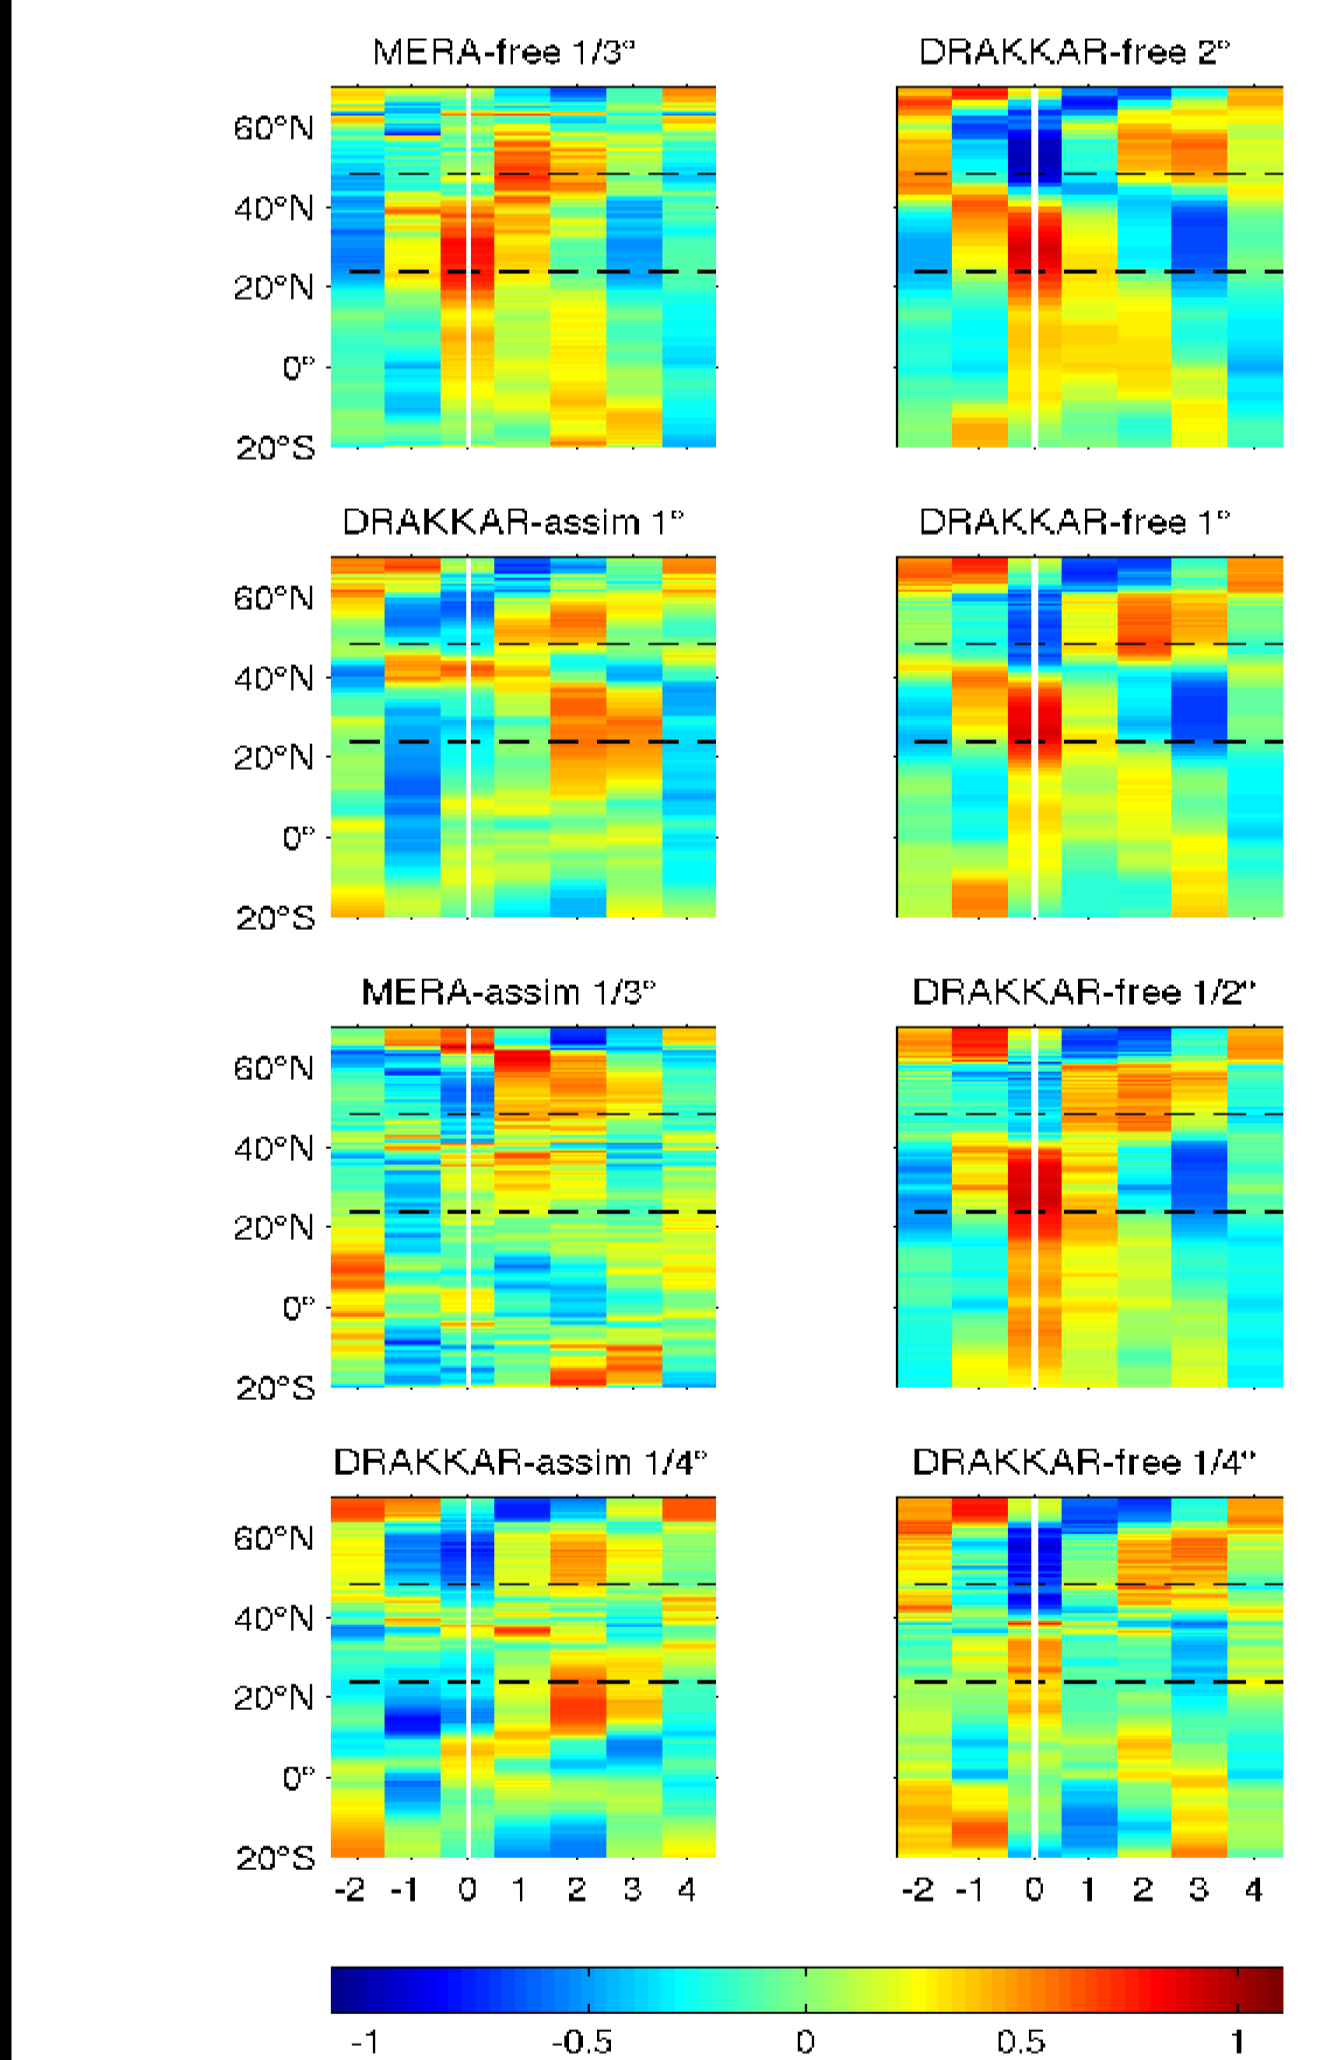 MERA-free 1/3° DRAKKAR-free 2°
60°N
40°N
20°N
0°
20°S
DRAKKAR-assim 1° DRAKKAR-free 1°
60°N
40°N
20°N
0°
20°S
MERA-assim 1/3° DRAKKAR-free 1/2°
60°N
40°N
20°N
0°
20°S
DRAKKAR-assim 1/4° DRAKKAR-free 1/4°
60°N
40°N
20°N
0°
20°S
-2 -1 0 1 2 3 4 -2 -1 0 1 2 3 4
-1 -0.5 0 0.5 1